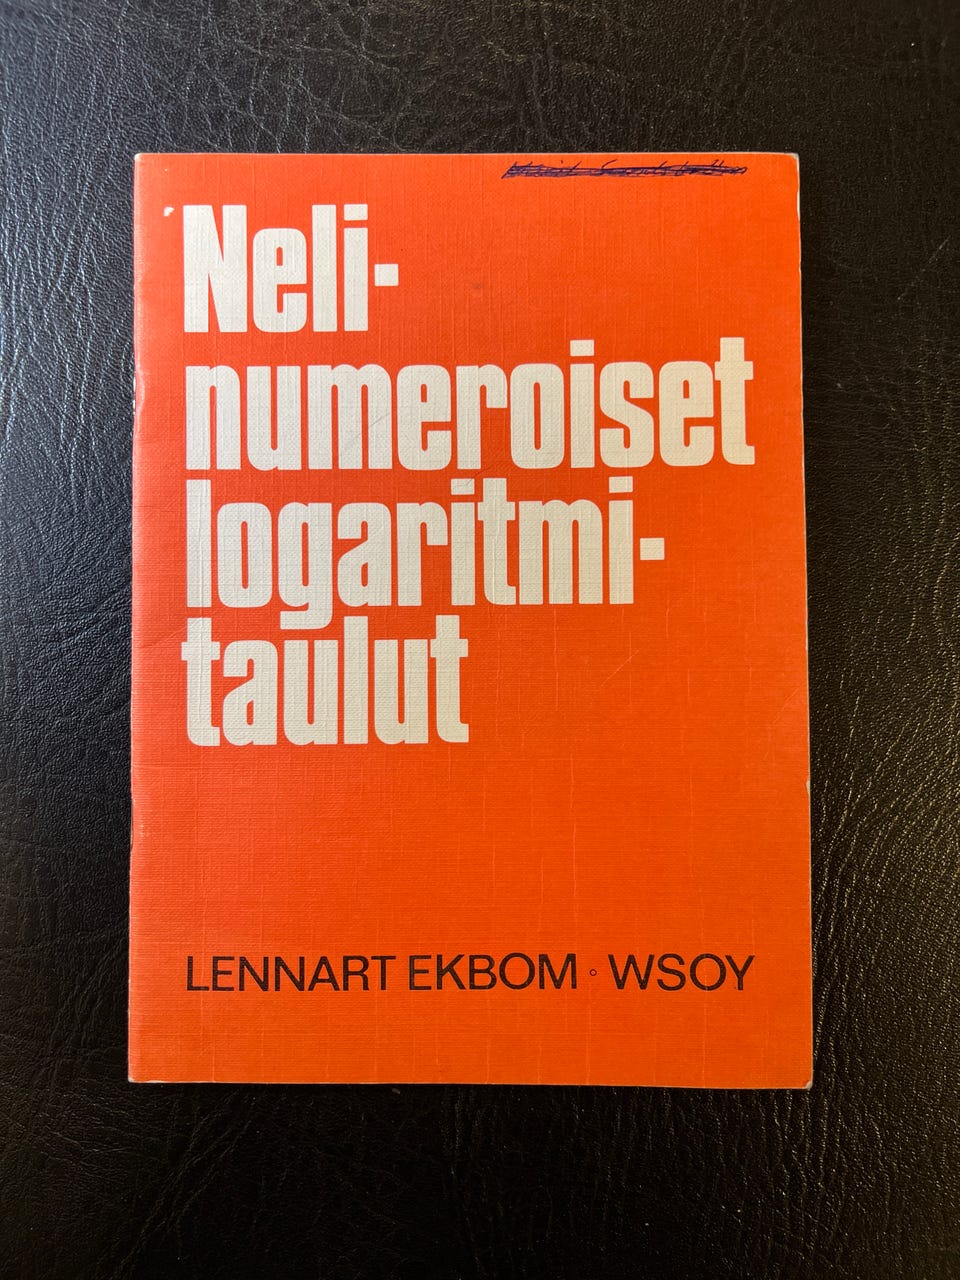 Neli-
numeroiset
logaritmi-
taulut
LENNART EKBOM ◦ WSOY